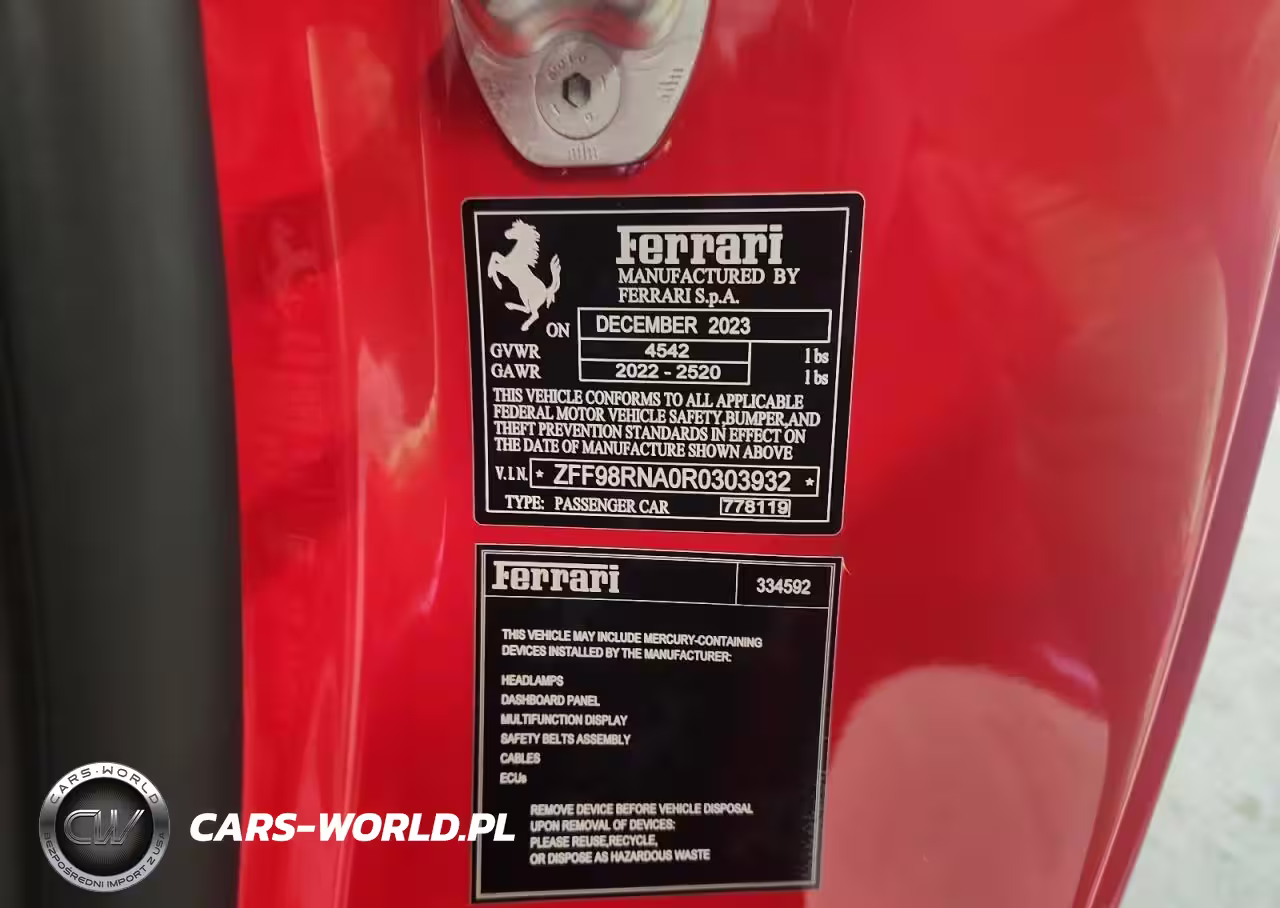 Ferrari
MANUFACTURED BY
FERRARI S.p.A.
ON DECEMBER 2023
GVWR 4542 lbs
GAWR 2022 - 2520 lbs
THIS VEHICLE CONFORMS TO ALL APPLICABLE
FEDERAL MOTOR VEHICLE SAFETY,BUMPER,AND
THEFT PREVENTION STANDARDS IN EFFECT ON
THE DATE OF MANUFACTURE SHOWN ABOVE
V.I.N. * ZFF98RNA0R0303932 *
TYPE: PASSENGER CAR 778119
Ferrari 334592
THIS VEHICLE MAY INCLUDE MERCURY-CONTAINING
DEVICES INSTALLED BY THE MANUFACTURER:
HEADLAMPS
DASHBOARD PANEL
MULTIFUNCTION DISPLAY
SAFETY BELTS ASSEMBLY
CABLES
ECUs
REMOVE DEVICE BEFORE VEHICLE DISPOSAL
UPON REMOVAL OF DEVICES:
PLEASE REUSE,RECYCLE,
OR DISPOSE AS HAZARDOUS WASTE
CARS-WORLD
CW
BEZPOŚREDNI IMPORT Z USA
CARS-WORLD.PL